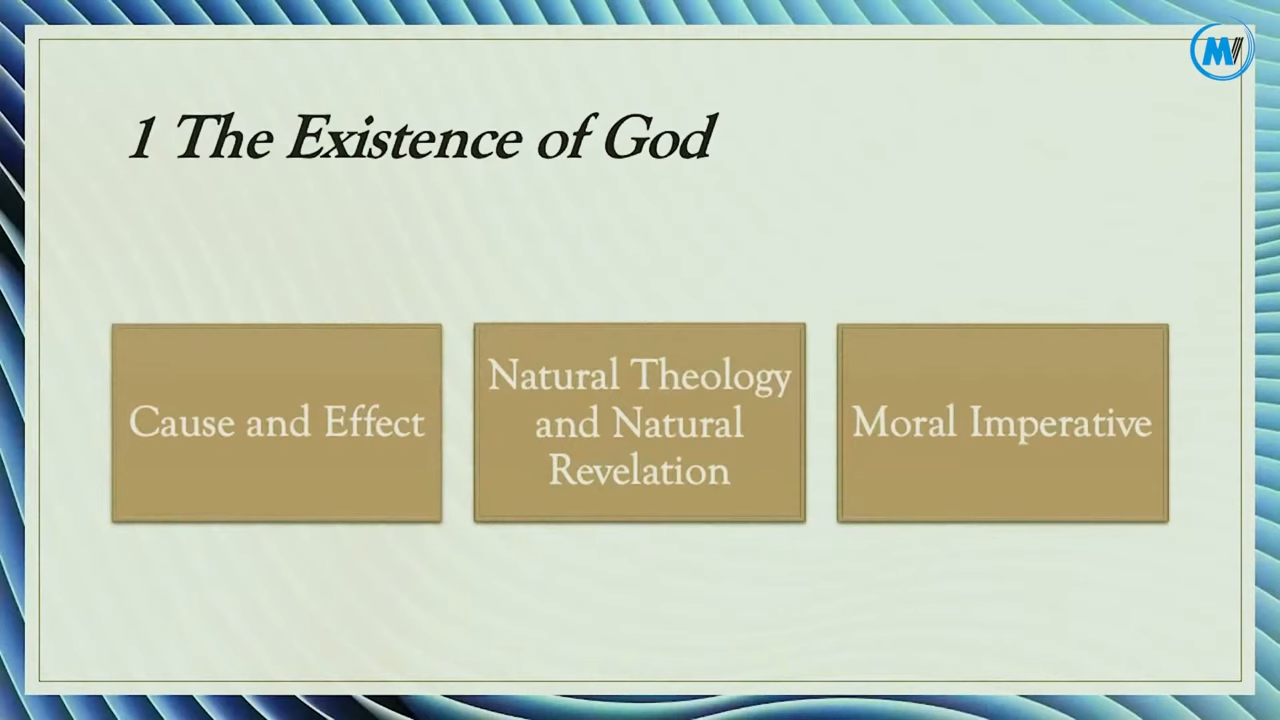 1 The Existence of God
Cause and Effect
Natural Theology
and Natural
Revelation
Moral Imperative
M